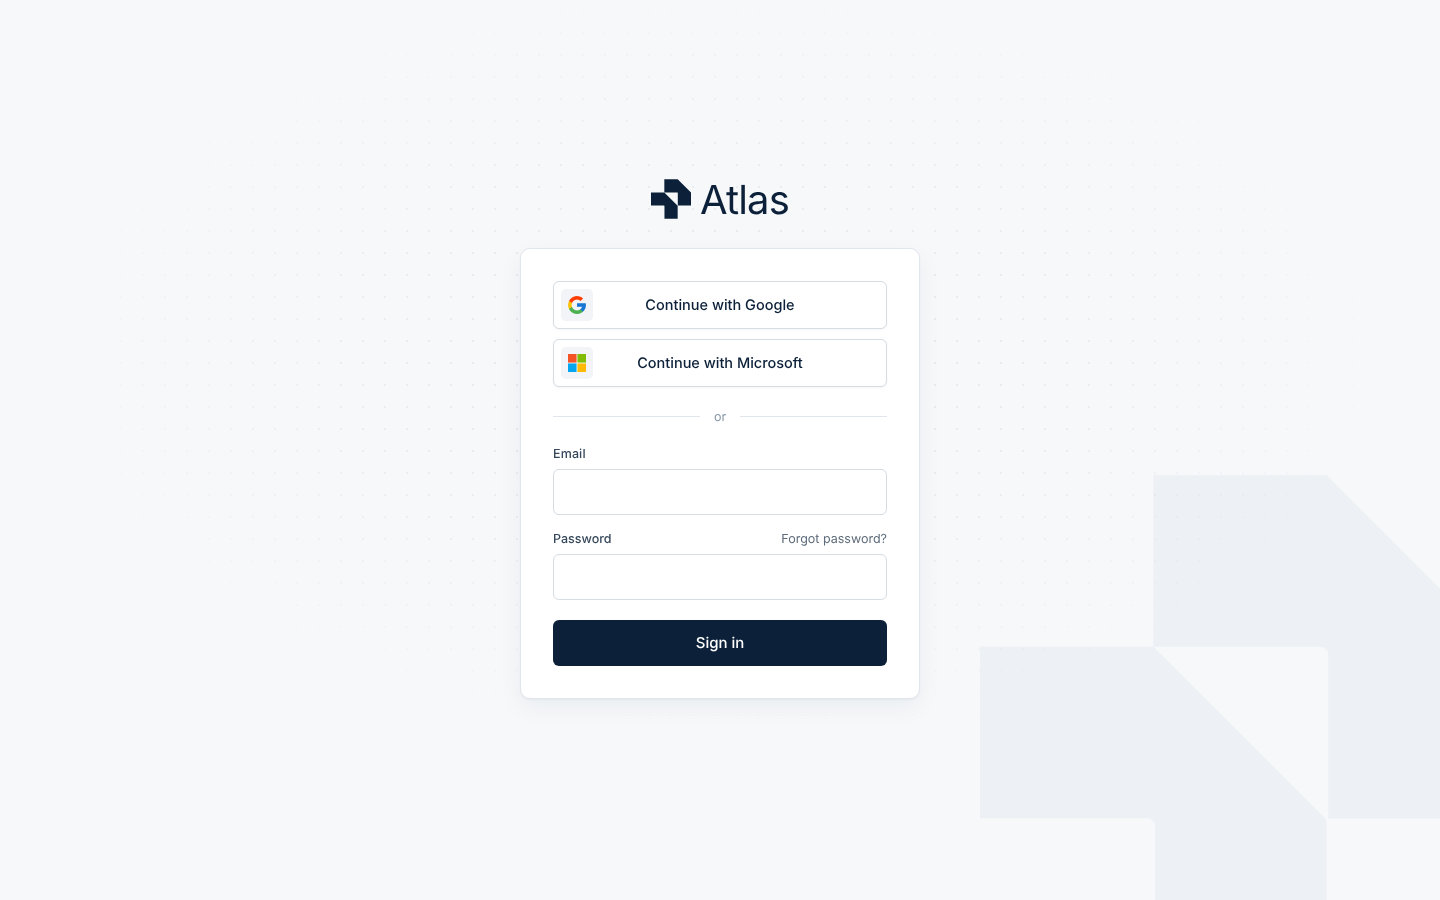 Atlas
Continue with Google
Continue with Microsoft
or
Email
Password
Forgot password?
Sign in